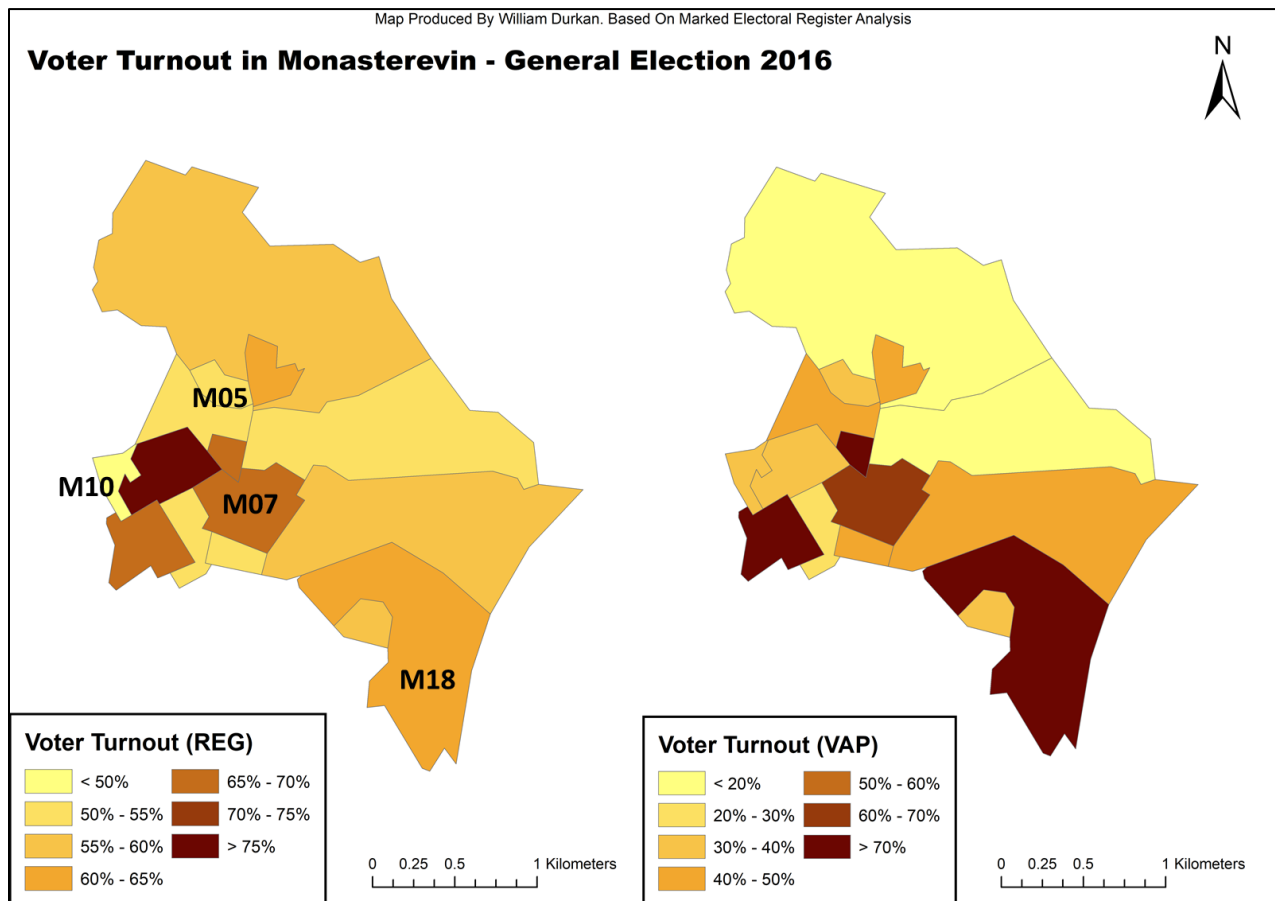 Map Produced By William Durkan. Based On Marked Electoral Register Analysis
Voter Turnout in Monasterevin - General Election 2016
N
M05
M10
M07
M18
Voter Turnout (REG)
< 50%
50% - 55%
55% - 60%
60% - 65%
65% - 70%
70% - 75%
> 75%
0 0.25 0.5 1 Kilometers
Voter Turnout (VAP)
< 20%
20% - 30%
30% - 40%
40% - 50%
50% - 60%
60% - 70%
> 70%
0 0.25 0.5 1 Kilometers